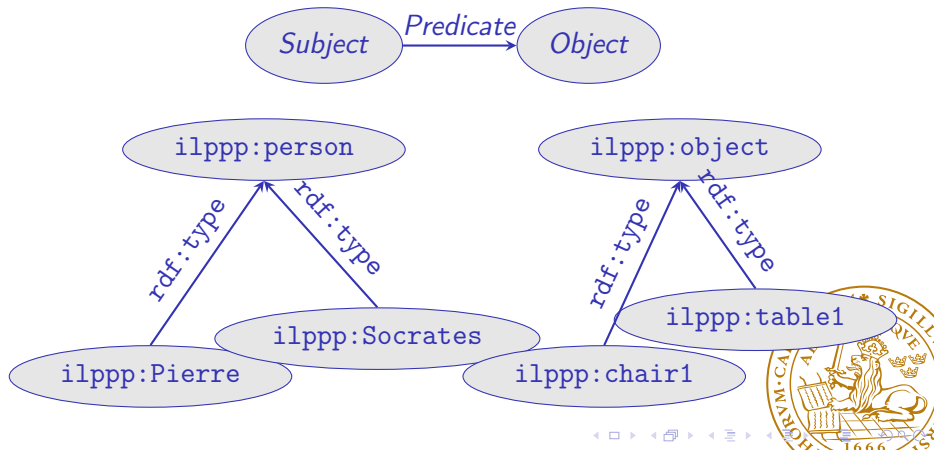 Predicate
Subject Object
ilppp:person ilppp:object
rdf:type rdf:type rdf:type rdf:type
ilppp:Socrates ilppp:table1
ilppp:Pierre ilppp:chair1
SIGILL
1666